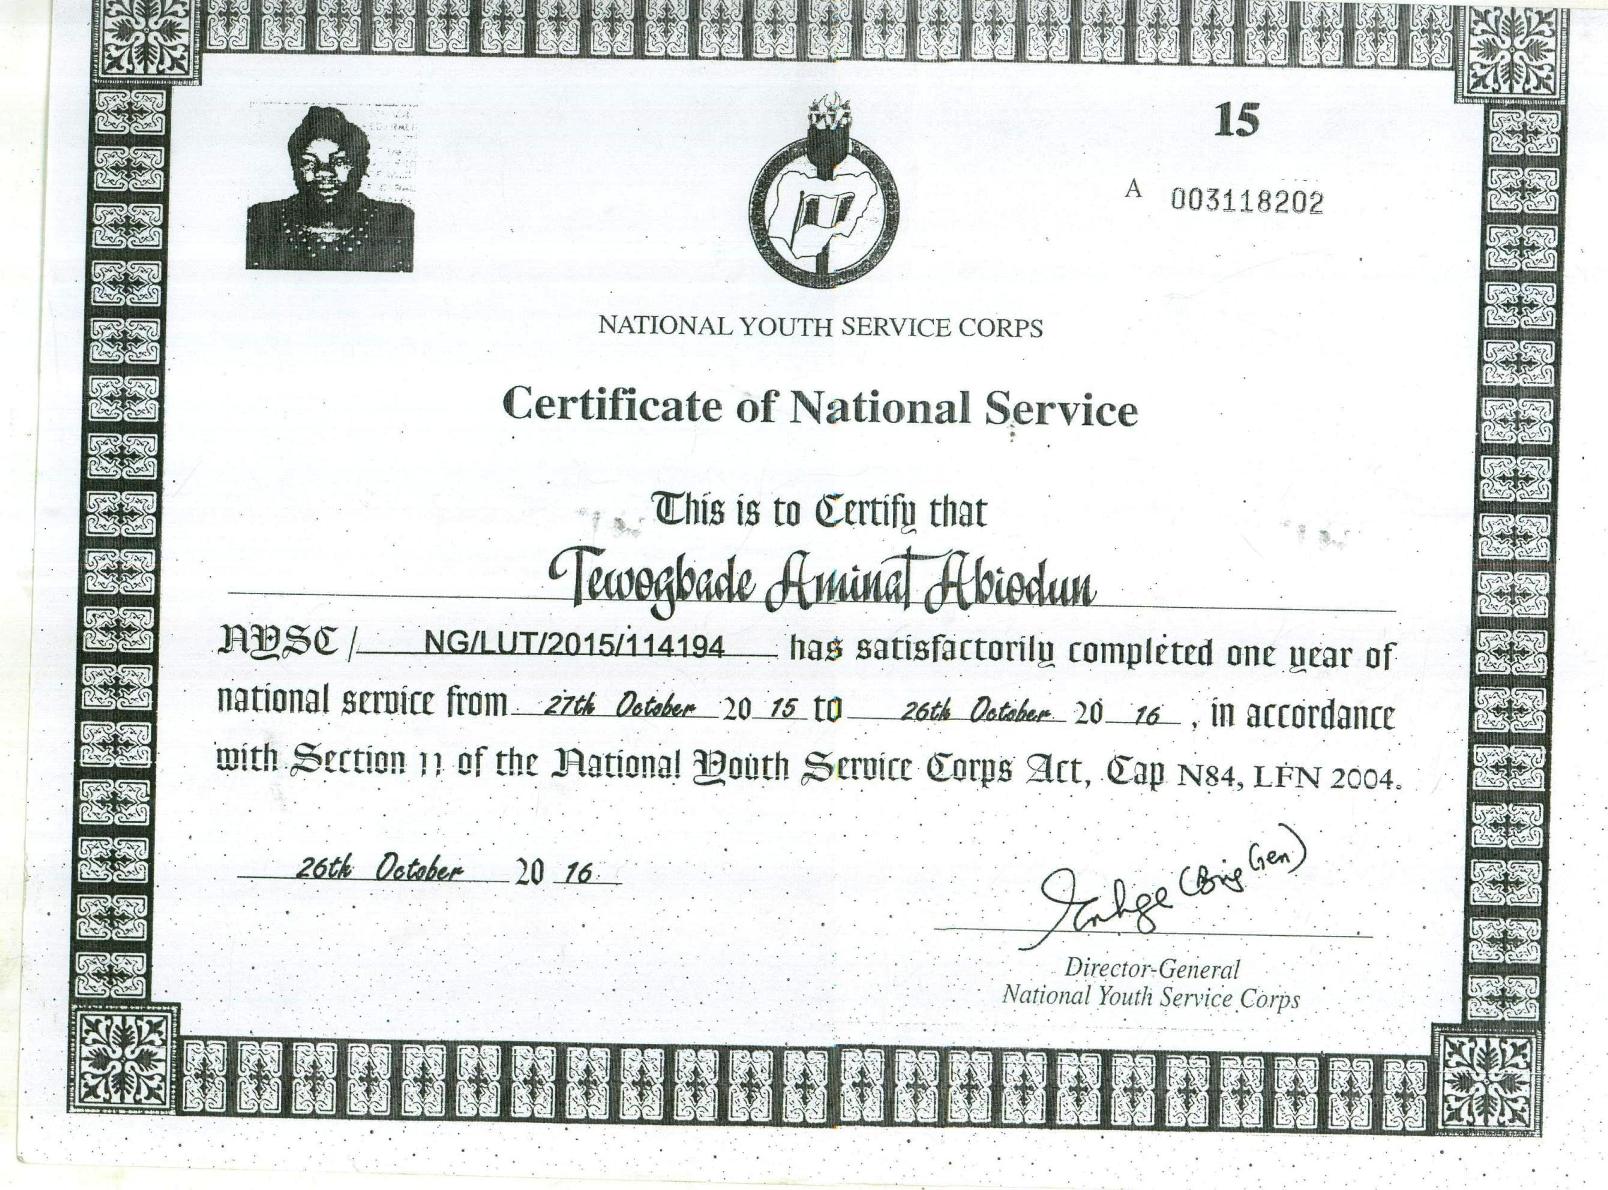 15
A 003118202
NATIONAL YOUTH SERVICE CORPS
Certificate of National Service
This is to Certify that
Tewogbade Aminat Abiodun
NYSC / NG/LUT/2015/114194 has satisfactorily completed one year of
national service from 27th October 20 15 to 26th October 20 16 , in accordance
with Section 11 of the National Youth Service Corps Act, Cap N84, LFN 2004.
26th October 20 16
(Brig Gen)
Director-General
National Youth Service Corps